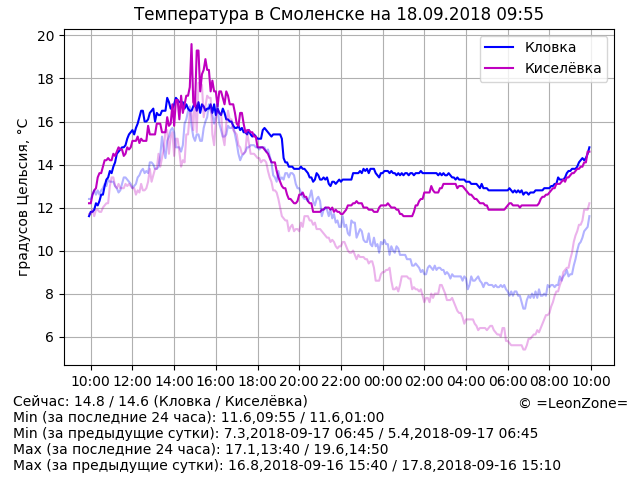 Температура в Смоленске на 18.09.2018 09:55
градусов Цельсия, °C
20
18
16
14
12
10
8
6
Кловка
Киселёвка
10:00 12:00 14:00 16:00 18:00 20:00 22:00 00:00 02:00 04:00 06:00 08:00 10:00
Сейчас: 14.8 / 14.6 (Кловка / Киселёвка)
© =LeonZone=
Min (за последние 24 часа): 11.6,09:55 / 11.6,01:00
Min (за предыдущие сутки): 7.3,2018-09-17 06:45 / 5.4,2018-09-17 06:45
Max (за последние 24 часа): 17.1,13:40 / 19.6,14:50
Max (за предыдущие сутки): 16.8,2018-09-16 15:40 / 17.8,2018-09-16 15:10